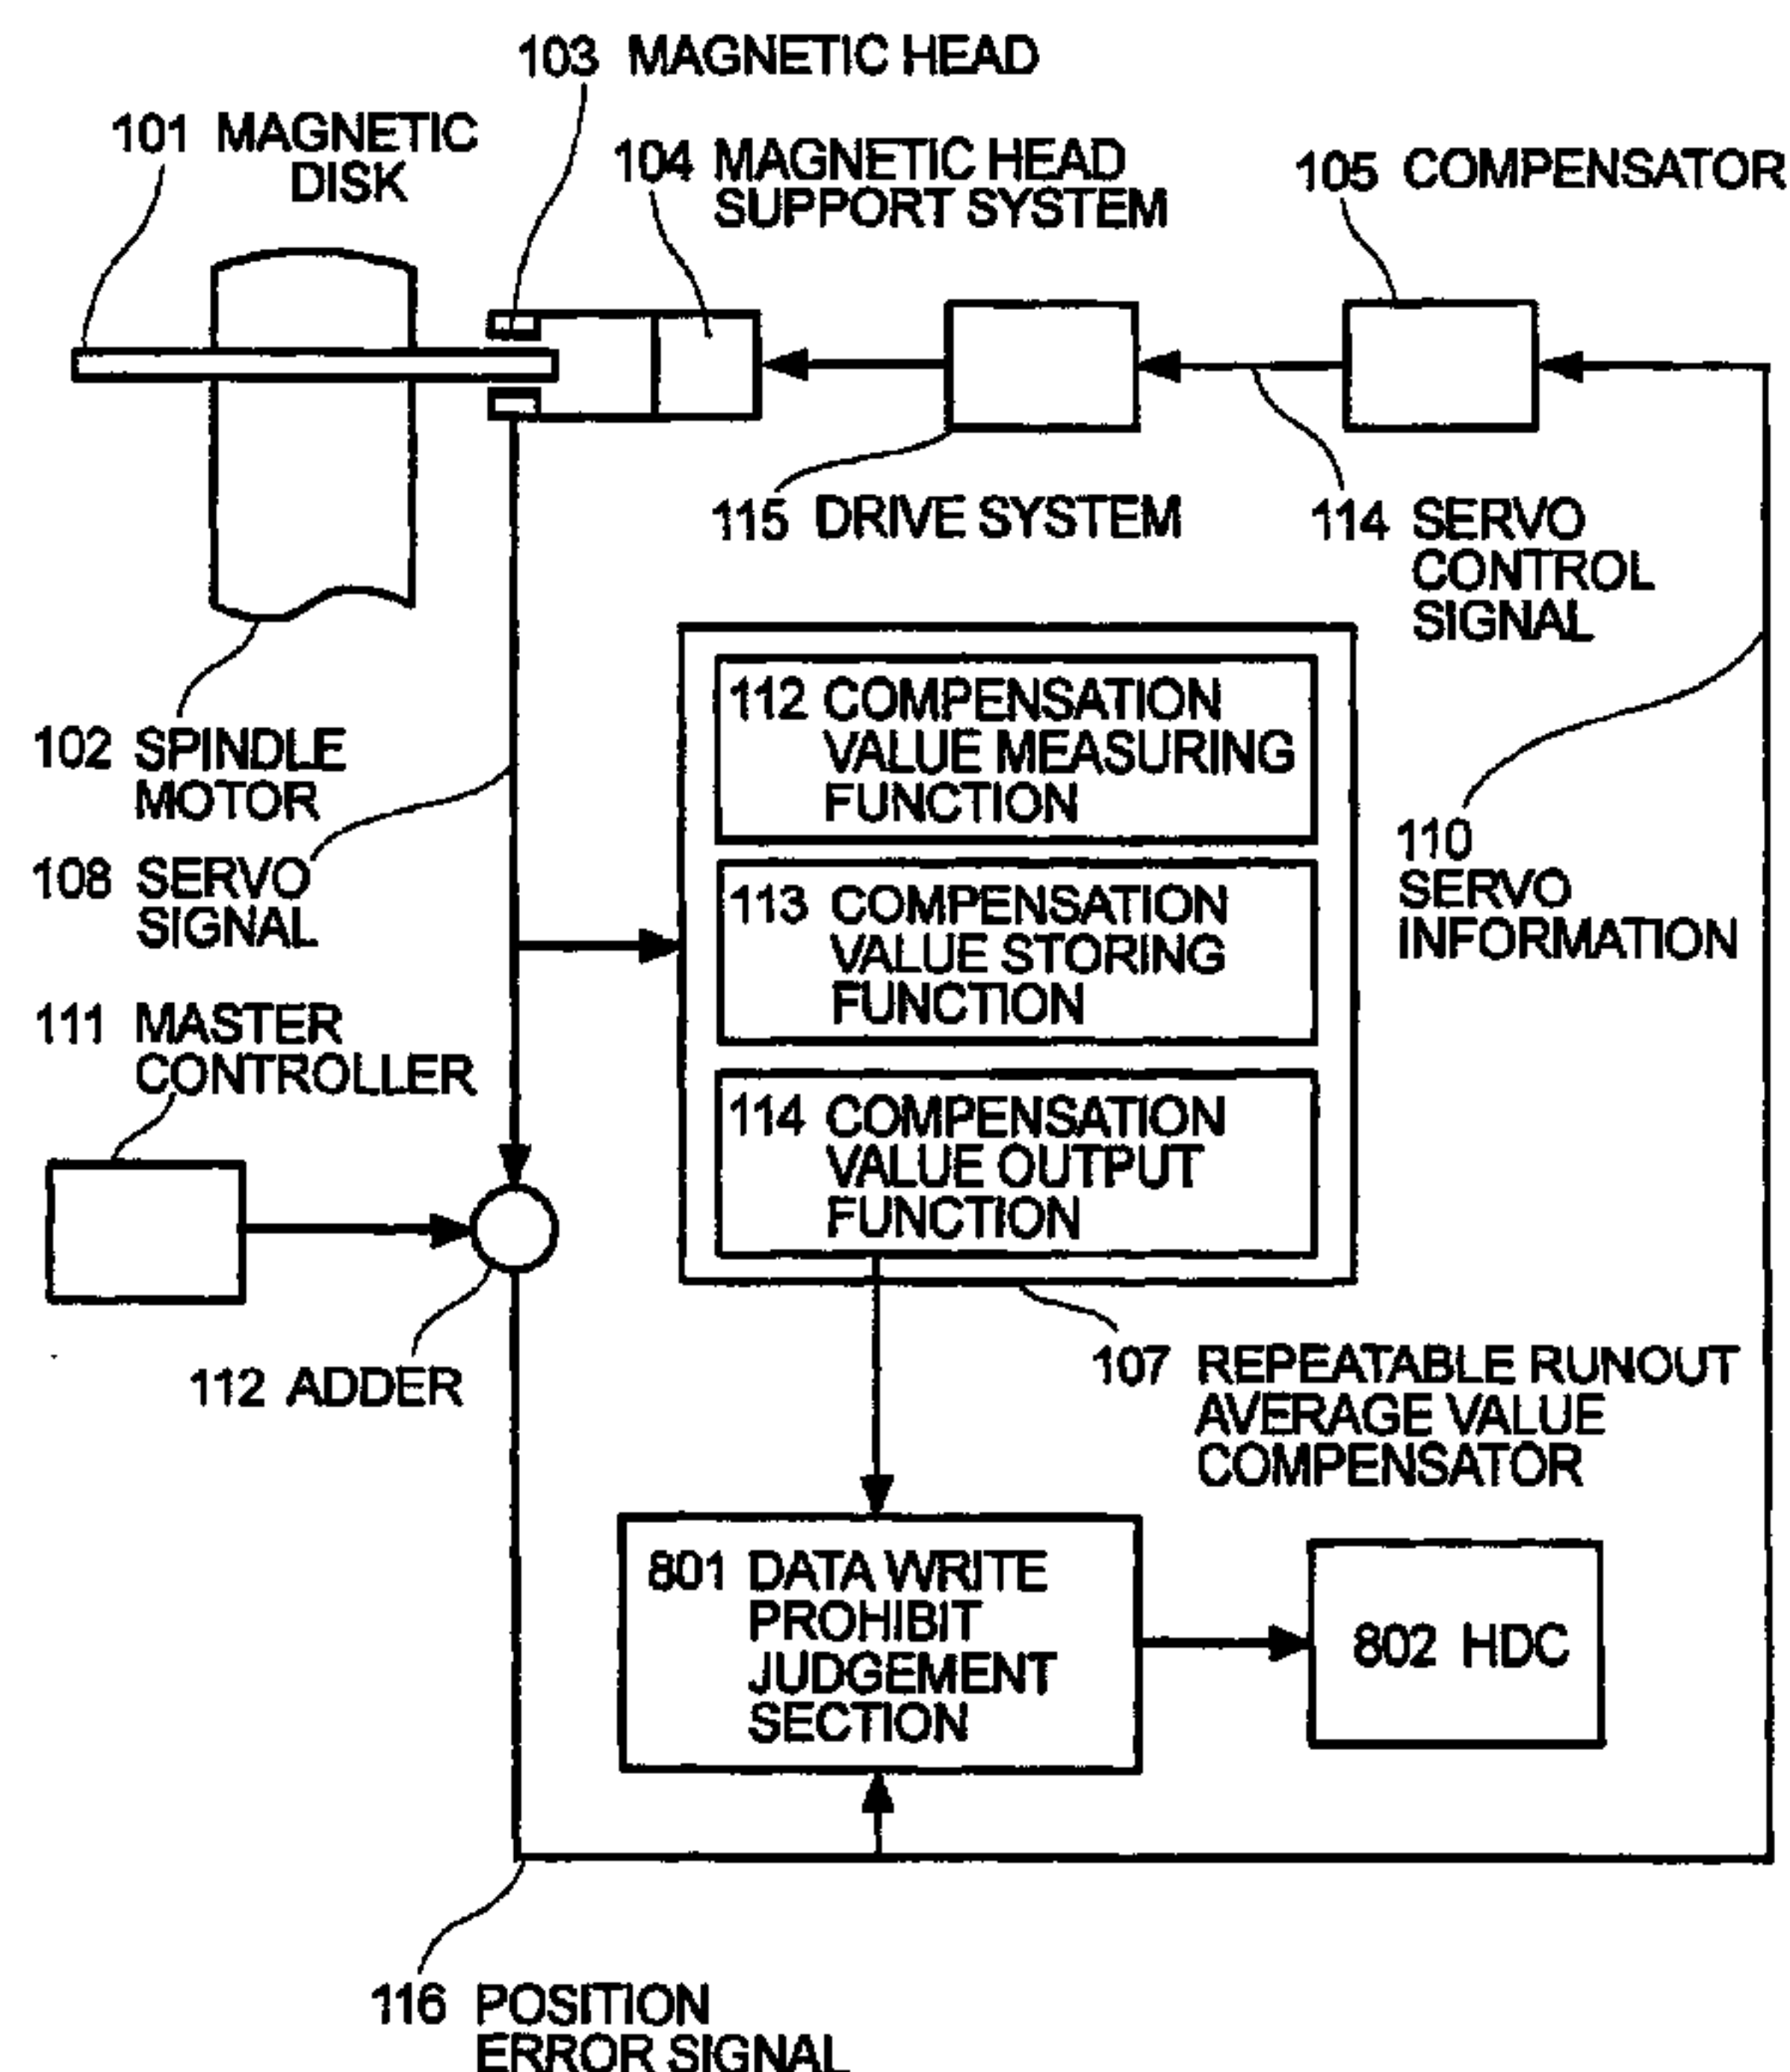 103 MAGNETIC HEAD
101 MAGNETIC
DISK
104 MAGNETIC HEAD
SUPPORT SYSTEM
105 COMPENSATOR
115 DRIVE SYSTEM
114 SERVO
CONTROL
SIGNAL
102 SPINDLE
MOTOR
112 COMPENSATION
VALUE MEASURING
FUNCTION
108 SERVO
SIGNAL
110
SERVO
INFORMATION
113 COMPENSATION
VALUE STORING
FUNCTION
111 MASTER
CONTROLLER
114 COMPENSATION
VALUE OUTPUT
FUNCTION
112 ADDER
107 REPEATABLE RUNOUT
AVERAGE VALUE
COMPENSATOR
801 DATA WRITE
PROHIBIT
JUDGEMENT
SECTION
802 HDC
116 POSITION
ERROR SIGNAL